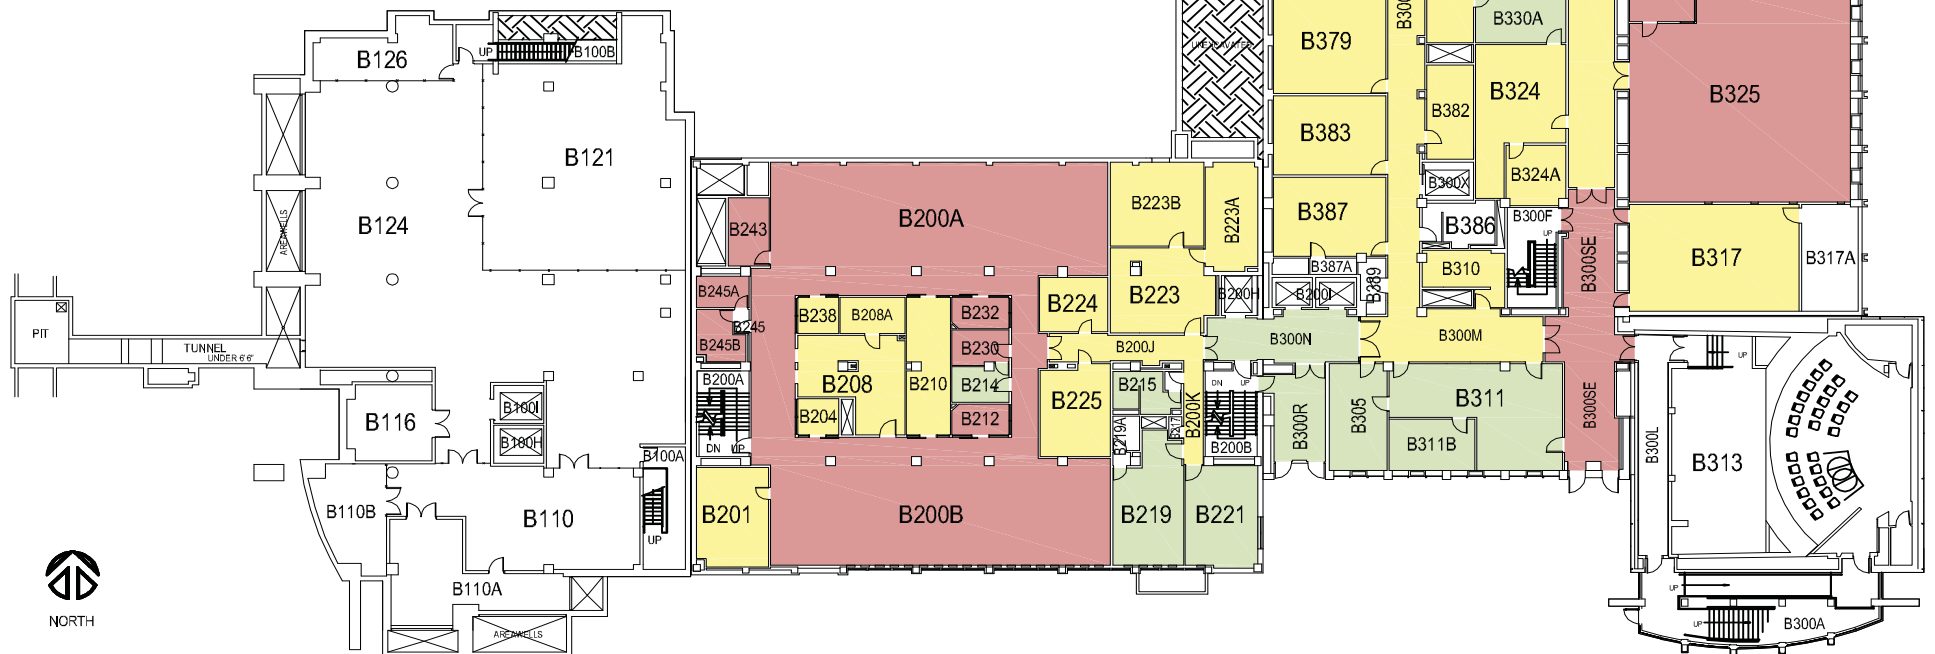 B126
UP
B100B
B121
B124
AREAWELLS
PIT
TUNNEL
UNDER 6'6"
B116
B100I
B100H
B100A
B110B
B110
UP
B110A
AREAWELLS
NORTH
B243
B200A
B245A
B245
B245B
B200A
DN UP
B201
B238
B208A
B208
B204
B210
B232
B230
B214
B212
B200B
B223B
B223A
B224
B223
B200H
B200J
B225
B215
B219A
B217
B200K
DN UP
B200B
B219
B221
UNEXCAVATED
B379
B383
B387
B387A
B200I
B389
B300N
B300R
B305
B311
B311B
B300
B330A
B382
B324
B324A
B300X
B386
B300F
UP
B310
B300M
B300SE
B300SE
B325
B317
B317A
B300L
UP
B313
UP
UP
B300A